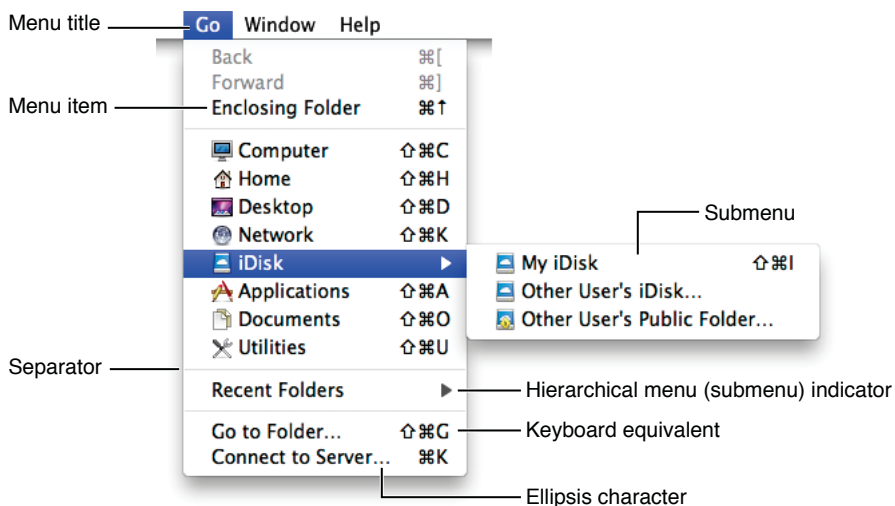 Menu title
Go Window Help
Back ⌘[
Forward ⌘]
Menu item
Enclosing Folder ⌘↑
Computer ⇧⌘C
Home ⇧⌘H
Desktop ⇧⌘D
Submenu
Network ⇧⌘K
iDisk ▶
My iDisk ⇧⌘I
Applications ⇧⌘A
Other User's iDisk...
Documents ⇧⌘O
Other User's Public Folder...
Utilities ⇧⌘U
Separator
Recent Folders ▶
Hierarchical menu (submenu) indicator
Go to Folder... ⇧⌘G
Keyboard equivalent
Connect to Server... ⌘K
Ellipsis character